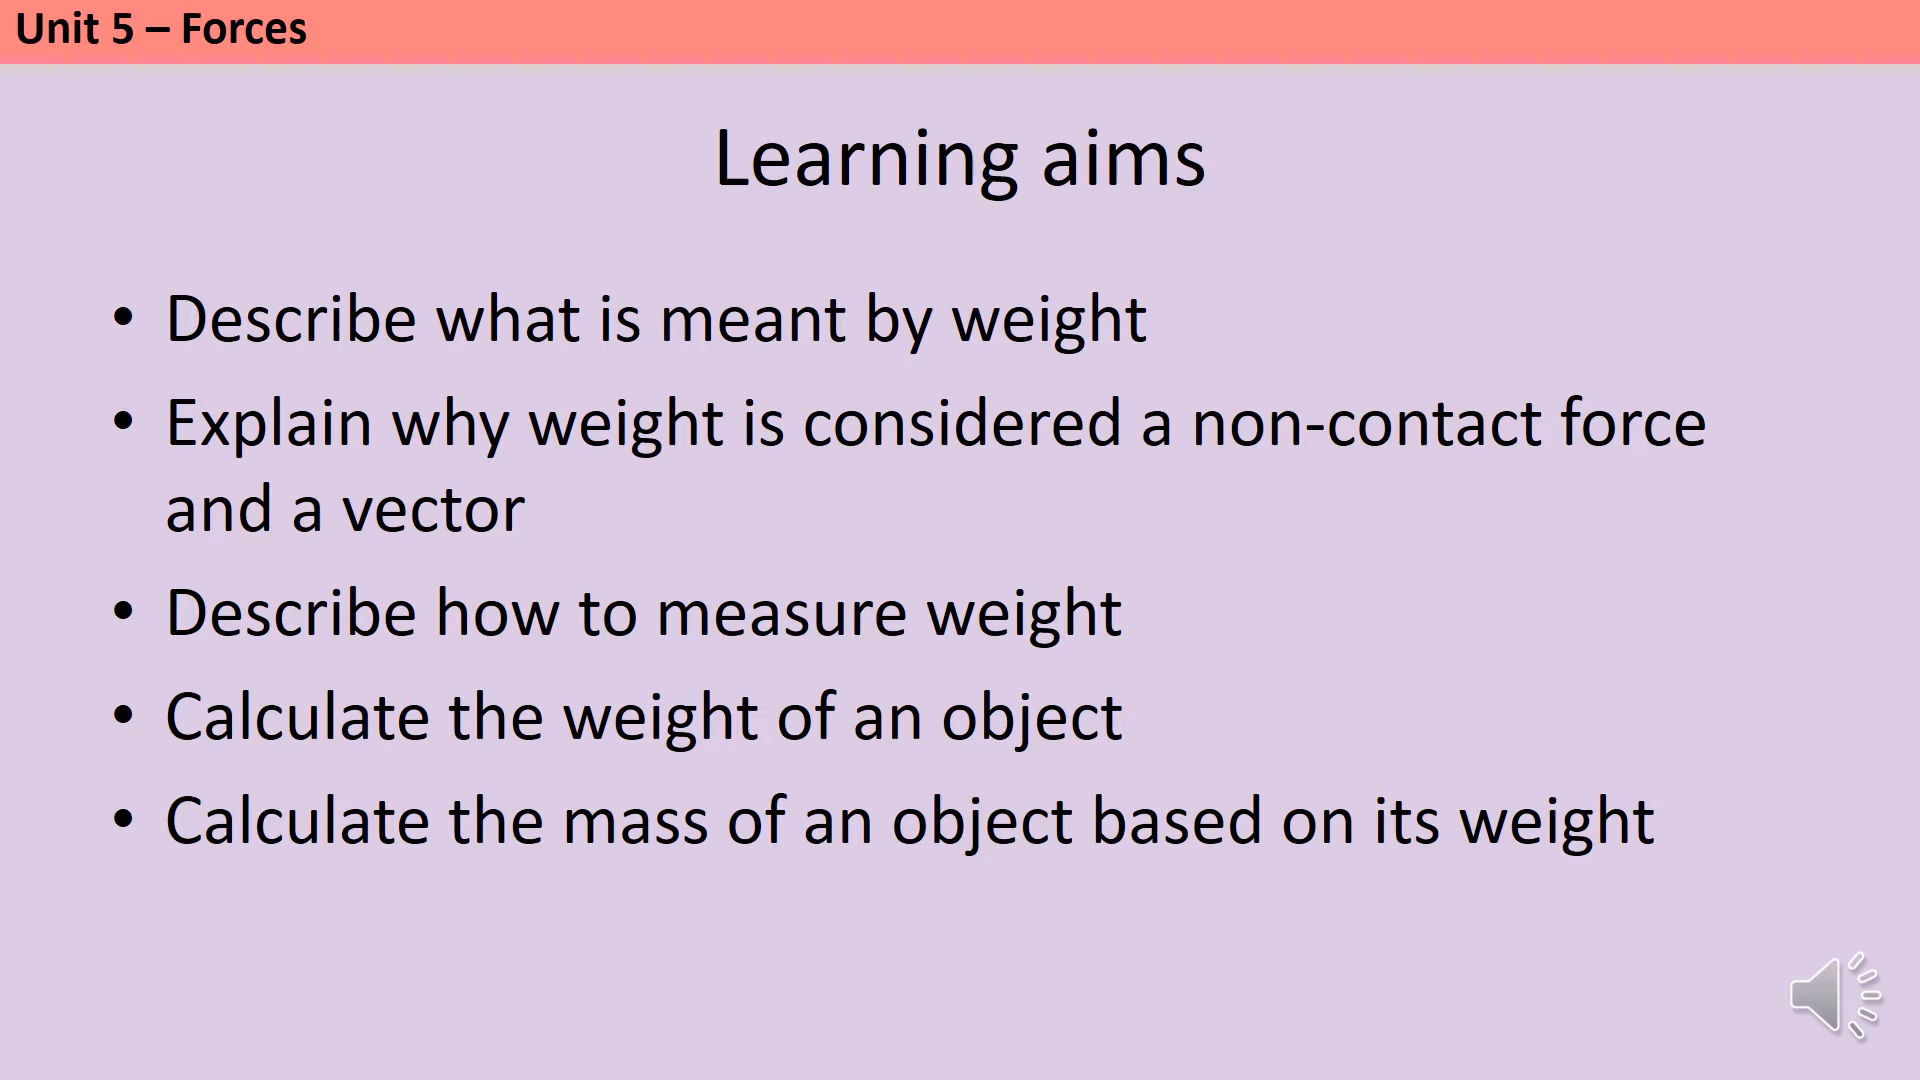 Unit 5 – Forces
Learning aims
• Describe what is meant by weight
• Explain why weight is considered a non-contact force
and a vector
• Describe how to measure weight
• Calculate the weight of an object
• Calculate the mass of an object based on its weight